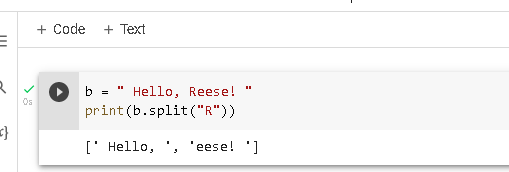 + Code + Text
0s
b = " Hello, Reese! "
print(b.split("R"))
[' Hello, ', 'eese! ']